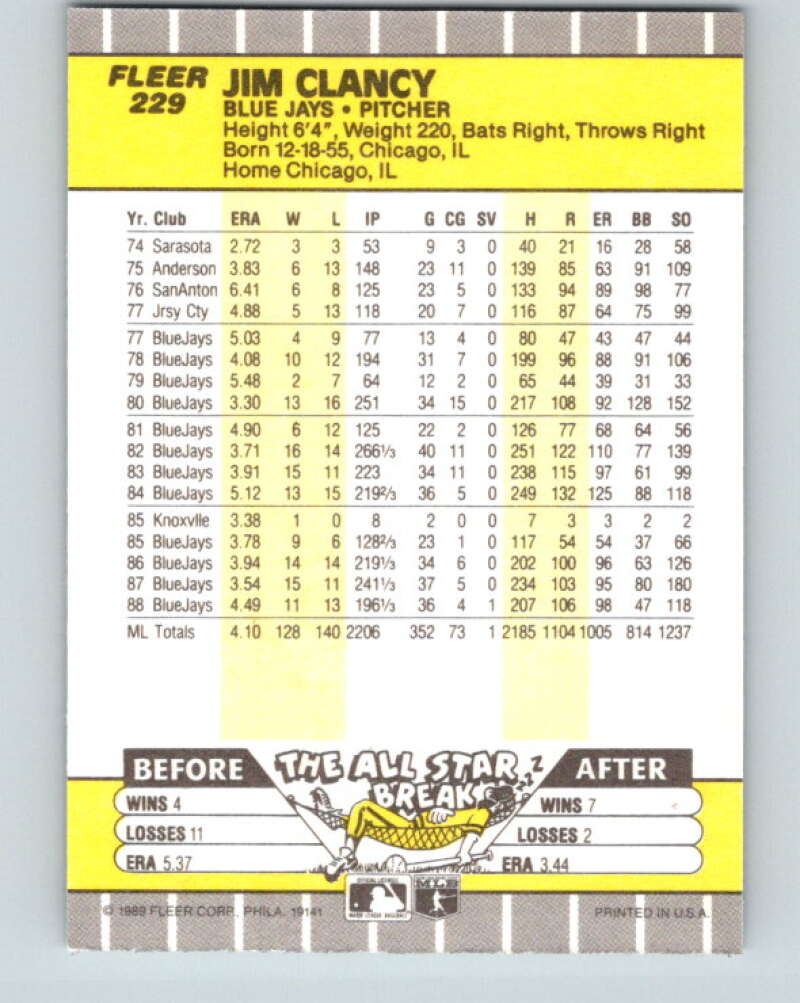 FLEER JIM CLANCY
229 BLUE JAYS • PITCHER
Height 6'4", Weight 220, Bats Right, Throws Right
Born 12-18-55, Chicago, IL
Home Chicago, IL
Yr. Club ERA W L IP G CG SV H R ER BB SO
74 Sarasota 2.72 3 3 53 9 3 0 40 21 16 28 58
75 Anderson 3.83 6 13 148 23 11 0 139 85 63 91 109
76 SanAnton 6.41 6 8 125 23 5 0 133 94 89 98 77
77 Jrsy Cty 4.88 5 13 118 20 7 0 116 87 64 75 99
77 BlueJays 5.03 4 9 77 13 4 0 80 47 43 47 44
78 BlueJays 4.08 10 12 194 31 7 0 199 96 88 91 106
79 BlueJays 5.48 2 7 64 12 2 0 65 44 39 31 33
80 BlueJays 3.30 13 16 251 34 15 0 217 108 92 128 152
81 BlueJays 4.90 6 12 125 22 2 0 126 77 68 64 56
82 BlueJays 3.71 16 14 266⅓ 40 11 0 251 122 110 77 139
83 BlueJays 3.91 15 11 223 34 11 0 238 115 97 61 99
84 BlueJays 5.12 13 15 219⅔ 36 5 0 249 132 125 88 118
85 Knoxvlle 3.38 1 0 8 2 0 0 7 3 3 2 2
85 BlueJays 3.78 9 6 128⅔ 23 1 0 117 54 54 37 66
86 BlueJays 3.94 14 14 219⅓ 34 6 0 202 100 96 63 126
87 BlueJays 3.54 15 11 241⅓ 37 5 0 234 103 95 80 180
88 BlueJays 4.49 11 13 196⅓ 36 4 1 207 106 98 47 118
ML Totals 4.10 128 140 2206 352 73 1 2185 1104 1005 814 1237
BEFORE THE ALL STAR BREAK ZZZZ AFTER
WINS 4 WINS 7
LOSSES 11 LOSSES 2
ERA 5.37 ERA 3.44
© 1989 FLEER CORP., PHILA. 19141 MLB PRINTED IN U.S.A.